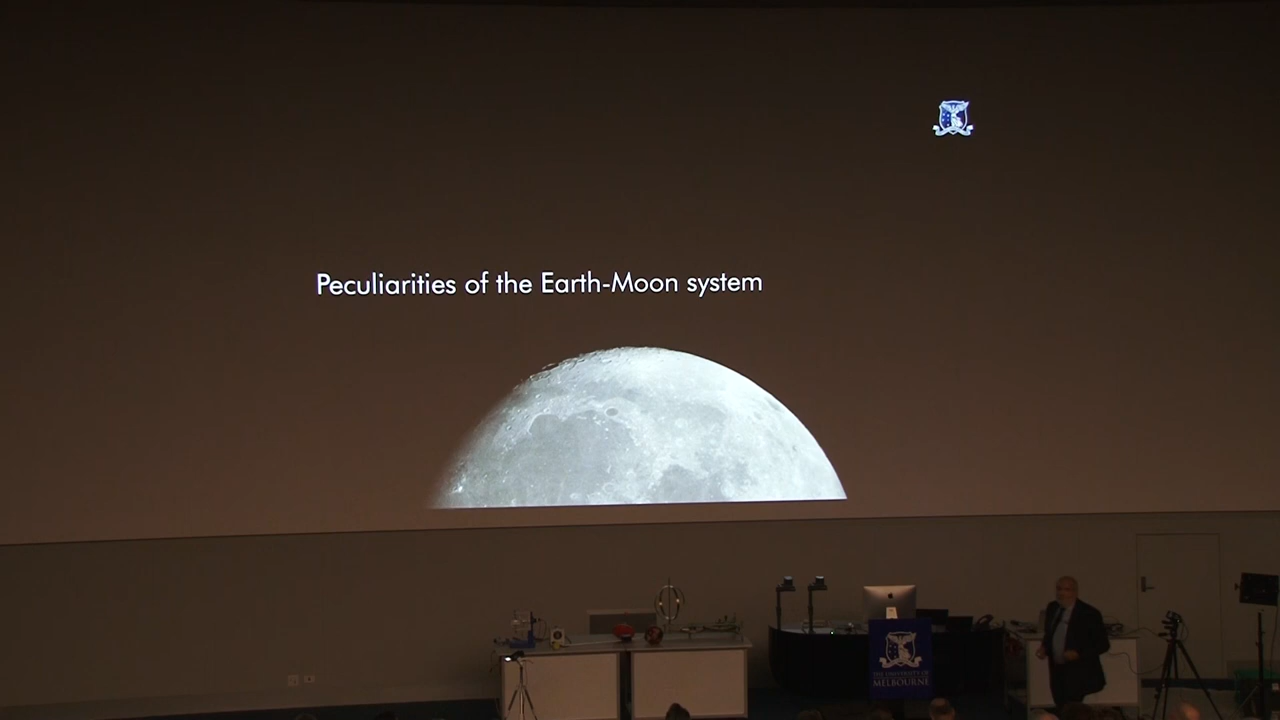 Peculiarities of the Earth-Moon system
THE UNIVERSITY OF
MELBOURNE